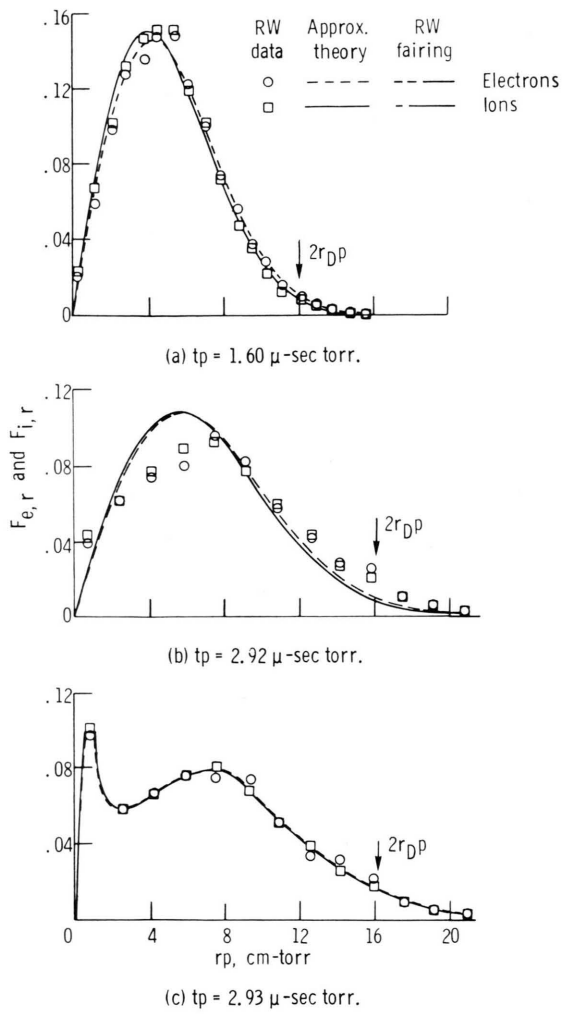 .16
.12
.08
.04
0
RW data
Approx. theory
RW fairing
Electrons
Ions
2rDp
(a) tp = 1.60 μ-sec torr.
Fe,r and Fi,r
.12
.08
.04
0
2rDp
(b) tp = 2.92 μ-sec torr.
.12
.08
.04
2rDp
0 4 8 12 16 20
rp, cm-torr
(c) tp = 2.93 μ-sec torr.